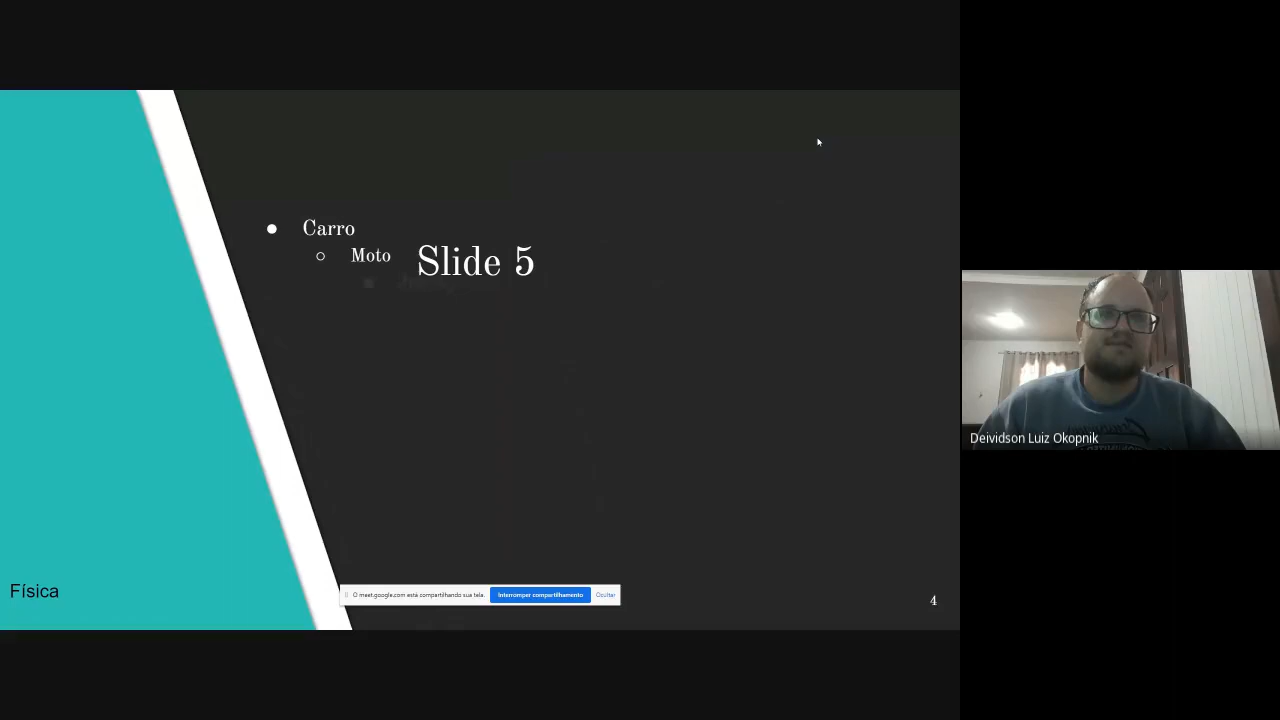 Carro
Moto
Slide 5
Física
O meet.google.com está compartilhando sua tela.
Interromper compartilhamento
Ocultar
4
Deividson Luiz Okopnik